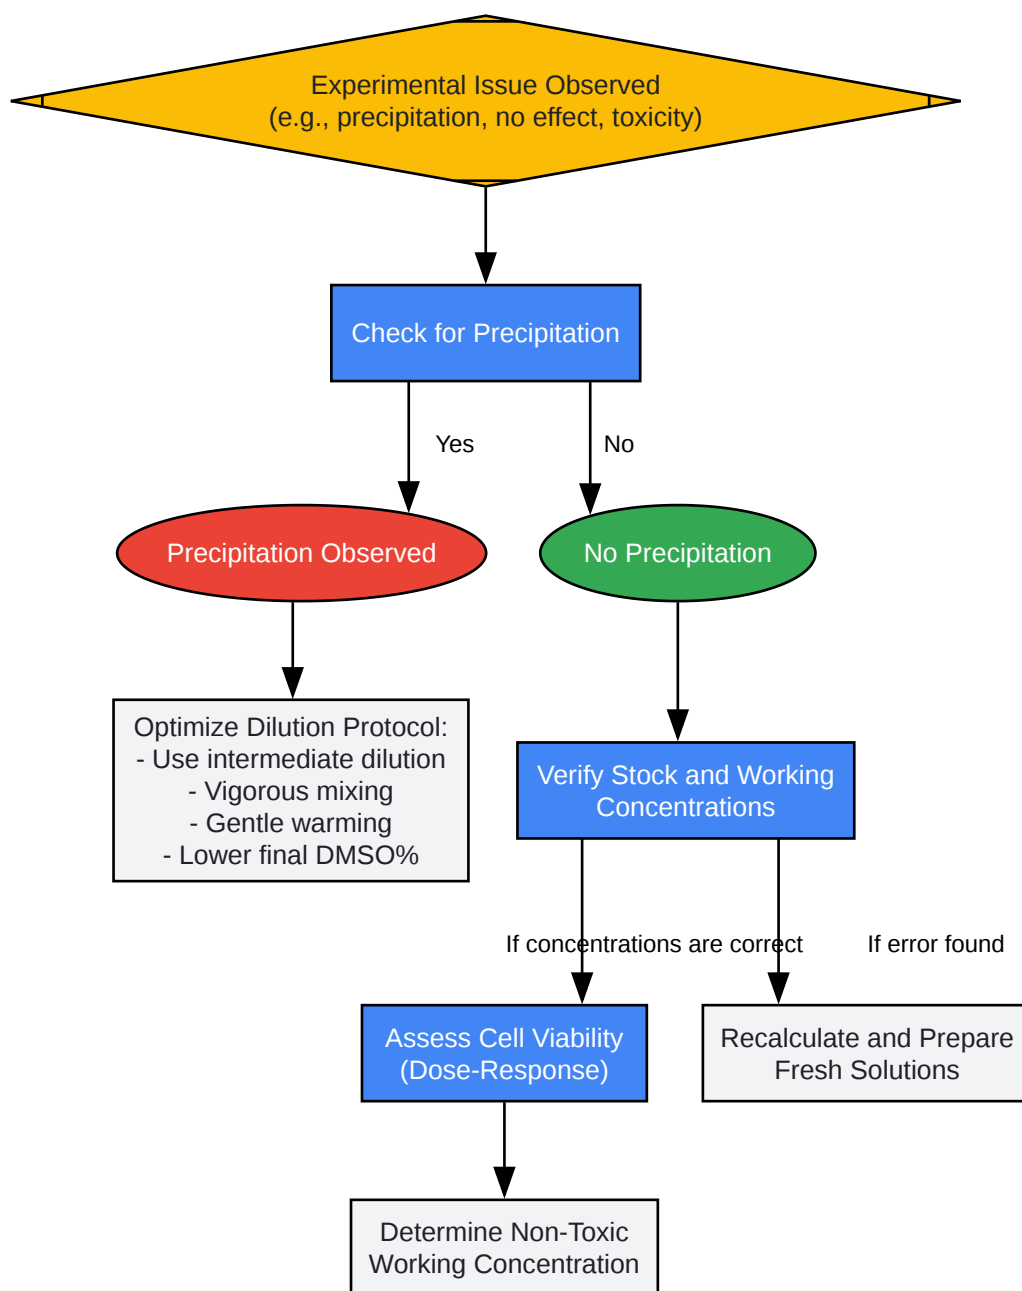 Experimental Issue Observed
(e.g., precipitation, no effect, toxicity)
Check for Precipitation
Yes
No
Precipitation Observed
No Precipitation
Optimize Dilution Protocol:
- Use intermediate dilution
- Vigorous mixing
- Gentle warming
- Lower final DMSO%
Verify Stock and Working
Concentrations
If concentrations are correct
If error found
Assess Cell Viability
(Dose-Response)
Recalculate and Prepare
Fresh Solutions
Determine Non-Toxic
Working Concentration